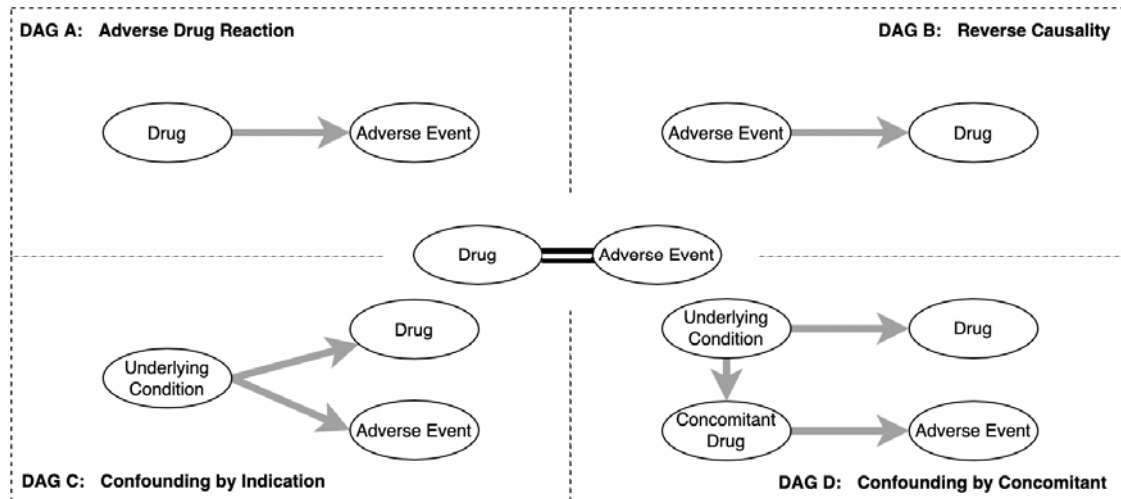 DAG A: Adverse Drug Reaction
DAG B: Reverse Causality
Drug
Adverse Event
Adverse Event
Drug
Drug
Adverse Event
Underlying
Condition
Drug
Adverse Event
DAG C: Confounding by Indication
Underlying
Condition
Drug
Concomitant
Drug
Adverse Event
DAG D: Confounding by Concomitant